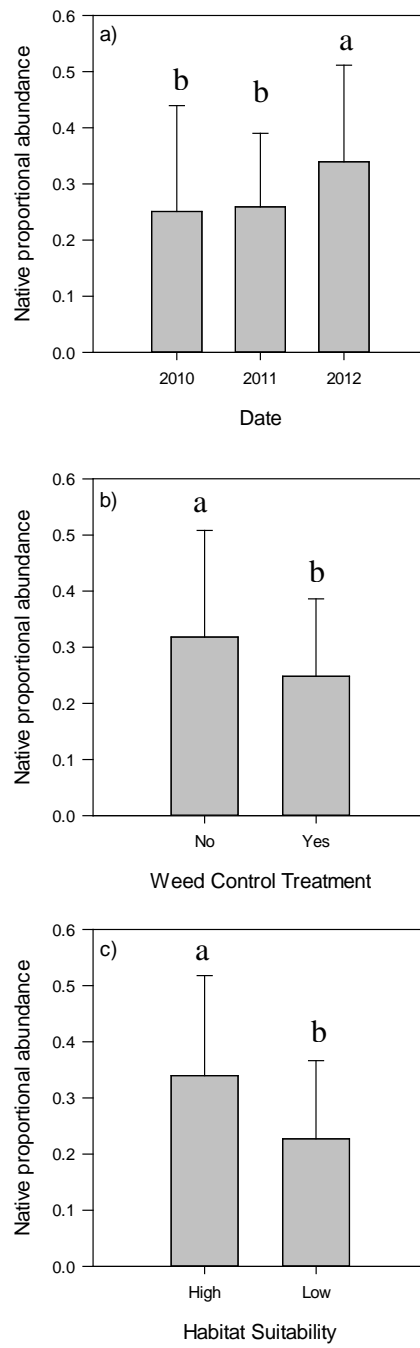 a)
Native proportional abundance
0.6
0.5
0.4
0.3
0.2
0.1
0.0
b b a
2010 2011 2012
Date
b)
Native proportional abundance
0.6
0.5
0.4
0.3
0.2
0.1
0.0
a b
No Yes
Weed Control Treatment
c)
Native proportional abundance
0.6
0.5
0.4
0.3
0.2
0.1
0.0
a b
High Low
Habitat Suitability